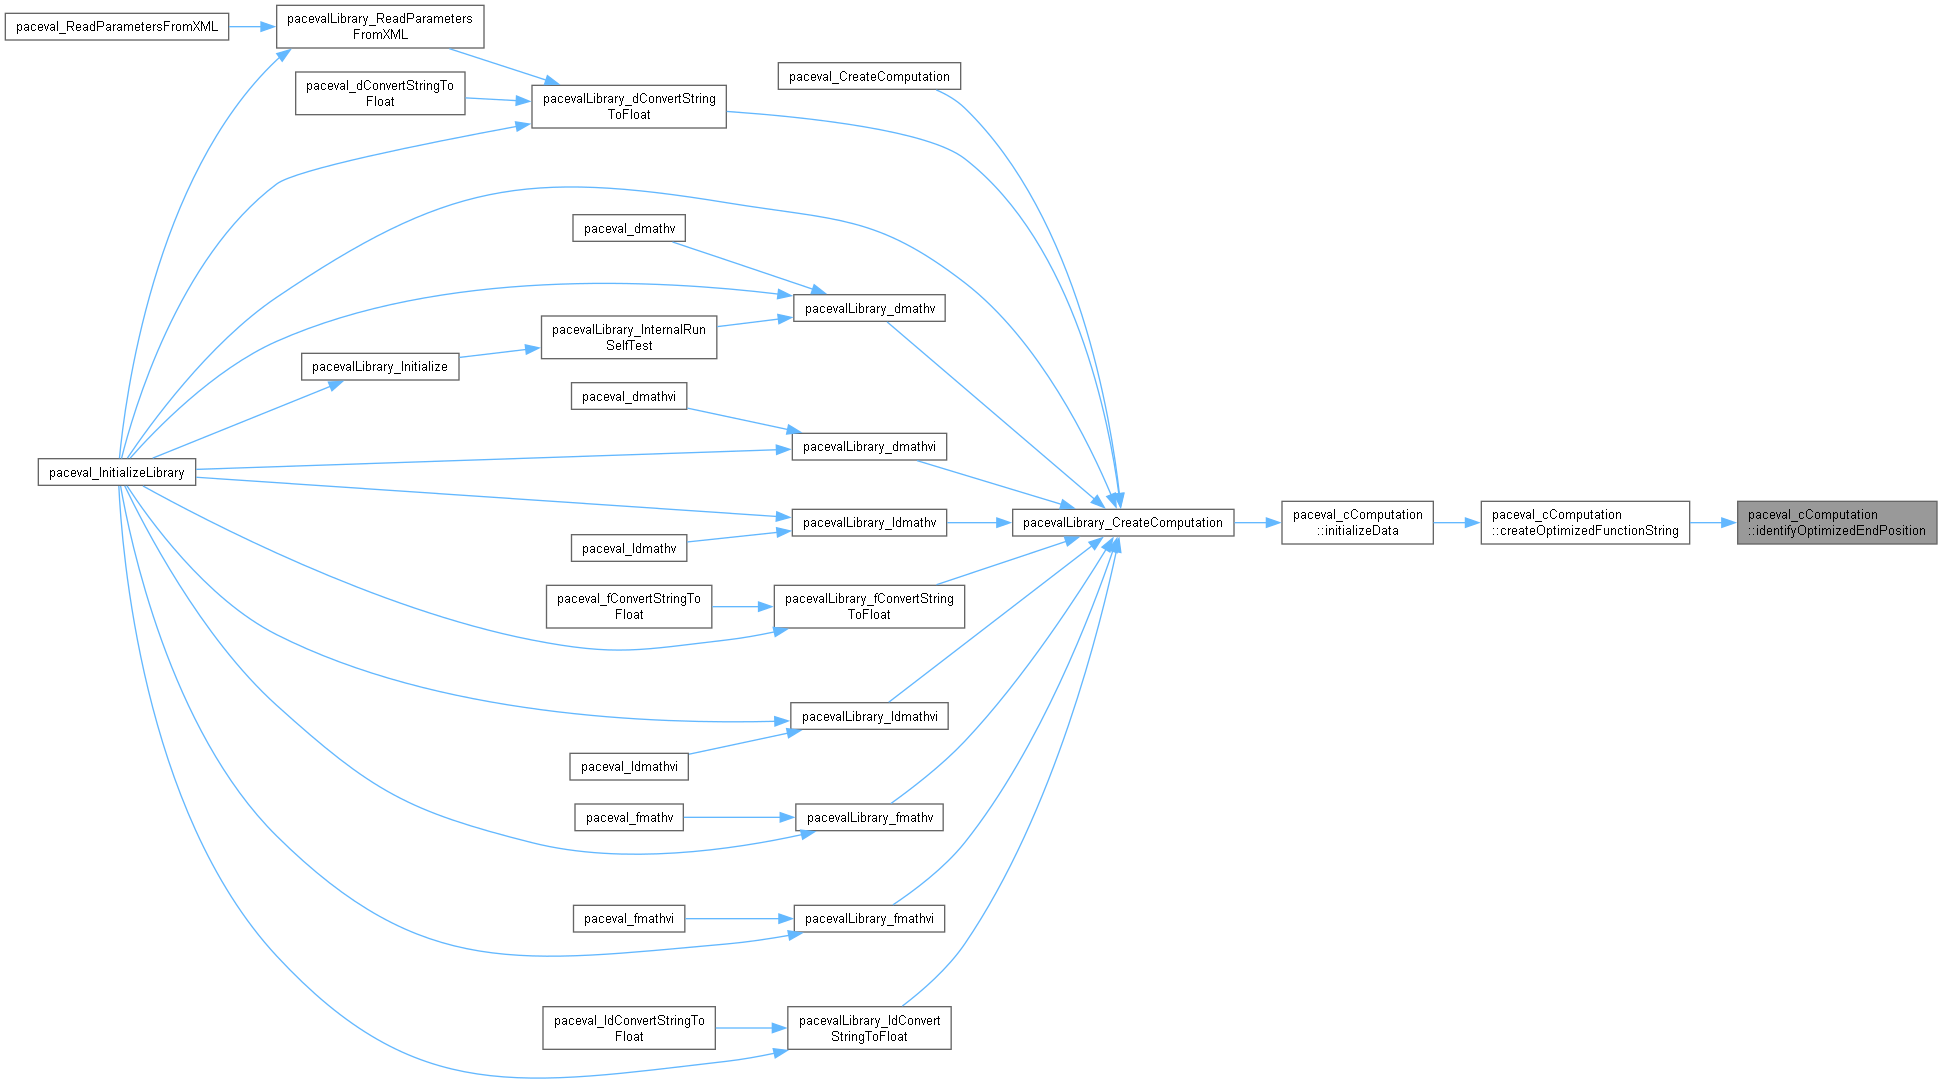 paceval_ReadParametersFromXML
pacevalLibrary_ReadParameters
FromXML
paceval_dConvertStringTo
Float
pacevalLibrary_dConvertString
ToFloat
paceval_CreateComputation
paceval_dmathv
pacevalLibrary_dmathv
pacevalLibrary_InternalRun
SelfTest
pacevalLibrary_Initialize
paceval_dmathvi
pacevalLibrary_dmathvi
paceval_InitializeLibrary
pacevalLibrary_ldmathv
paceval_ldmathv
pacevalLibrary_CreateComputation
paceval_cComputation
::initializeData
paceval_cComputation
::createOptimizedFunctionString
paceval_cComputation
::identifyOptimizedEndPosition
paceval_fConvertStringTo
Float
pacevalLibrary_fConvertString
ToFloat
pacevalLibrary_ldmathvi
paceval_ldmathvi
paceval_fmathv
pacevalLibrary_fmathv
paceval_fmathvi
pacevalLibrary_fmathvi
paceval_ldConvertStringTo
Float
pacevalLibrary_ldConvert
StringToFloat